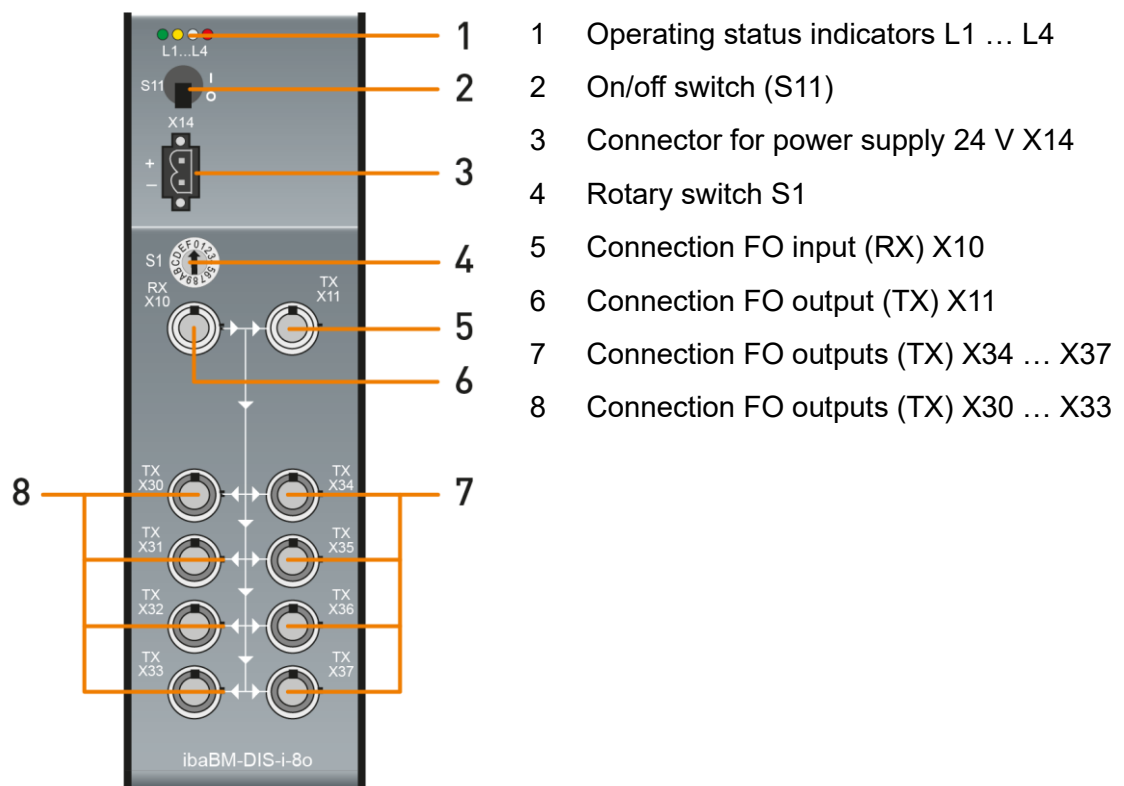 L1...L4
1
S11
I
O
2
X14
+
–
3
S1
4
RX
X10
TX
X11
5
6
TX
X30
TX
X34
8
7
TX
X31
TX
X35
TX
X32
TX
X36
TX
X33
TX
X37
ibaBM-DIS-i-8o
1 Operating status indicators L1 … L4
2 On/off switch (S11)
3 Connector for power supply 24 V X14
4 Rotary switch S1
5 Connection FO input (RX) X10
6 Connection FO output (TX) X11
7 Connection FO outputs (TX) X34 … X37
8 Connection FO outputs (TX) X30 … X33